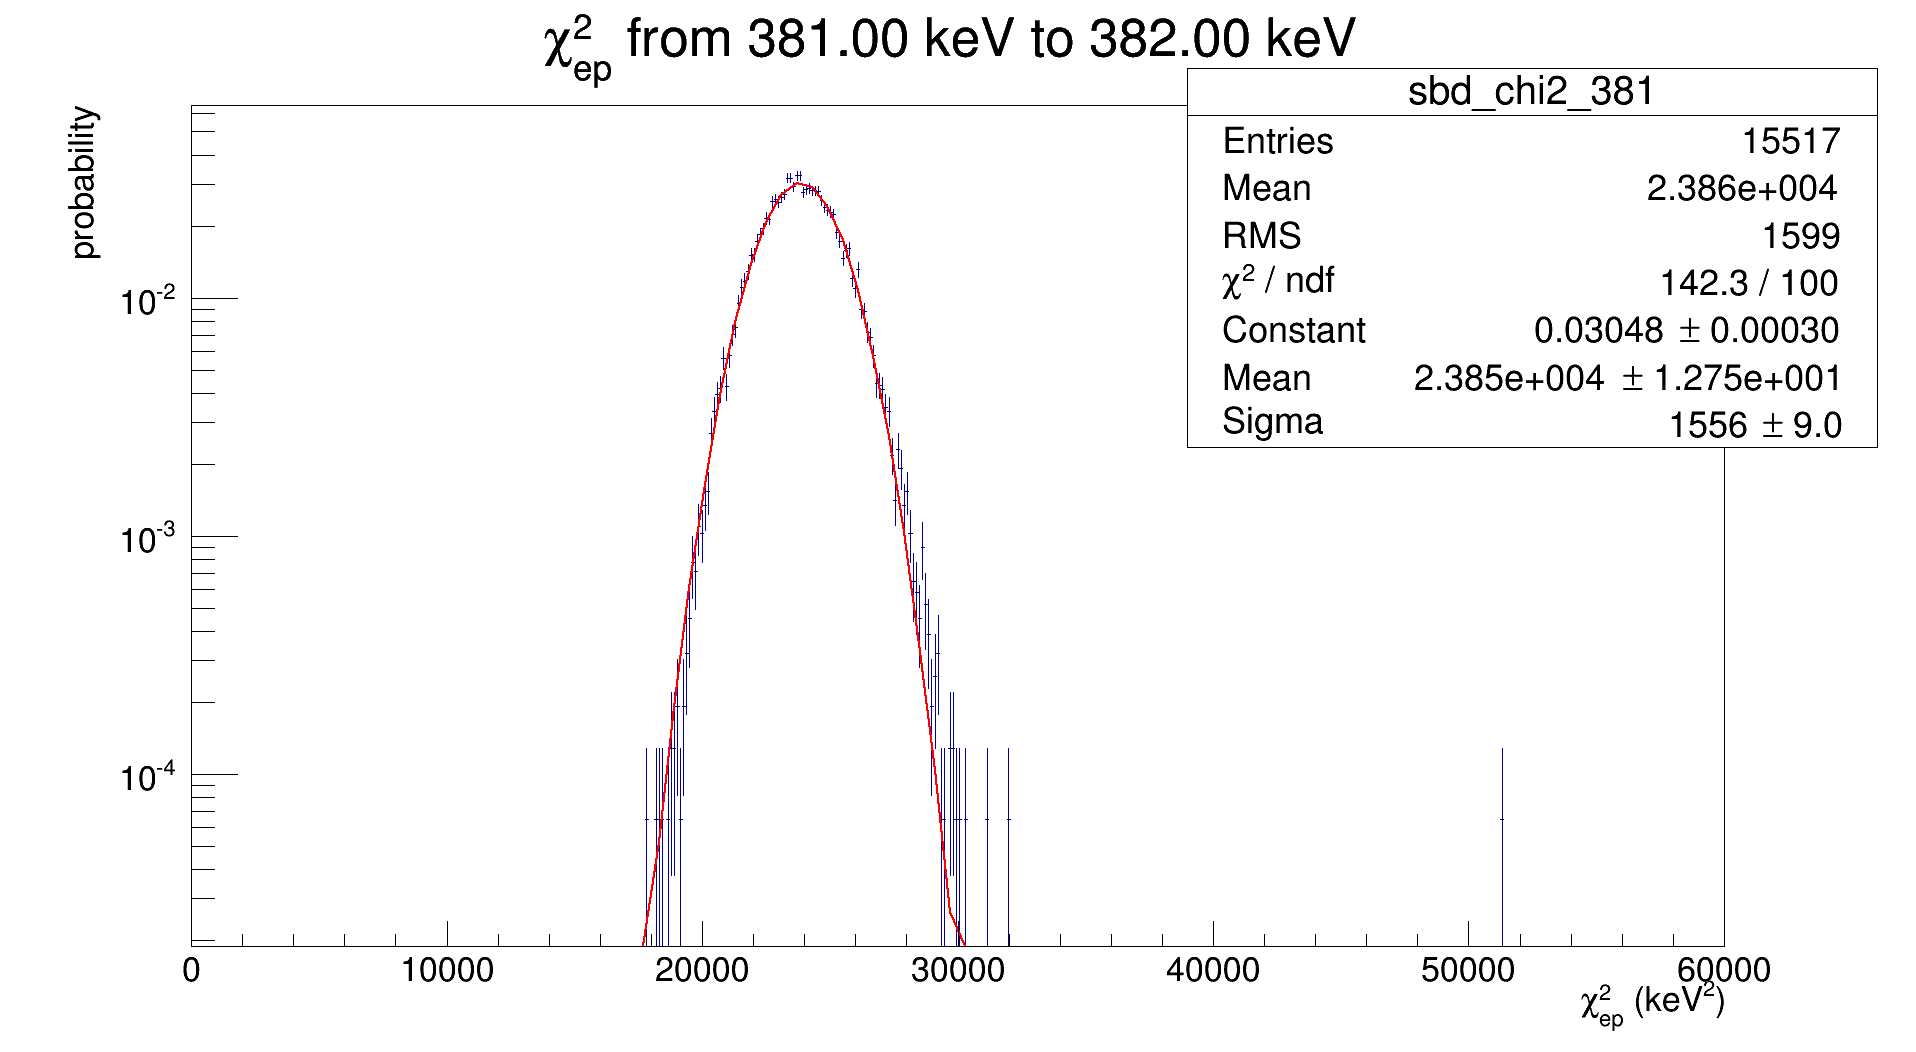 χ²ep from 381.00 keV to 382.00 keV
probability
sbd_chi2_381
Entries 15517
Mean 2.386e+004
RMS 1599
χ² / ndf 142.3 / 100
Constant 0.03048 ± 0.00030
Mean 2.385e+004 ± 1.275e+001
Sigma 1556 ± 9.0
10-2
10-3
10-4
0 10000 20000 30000 40000 50000 60000
χ²ep (keV²)